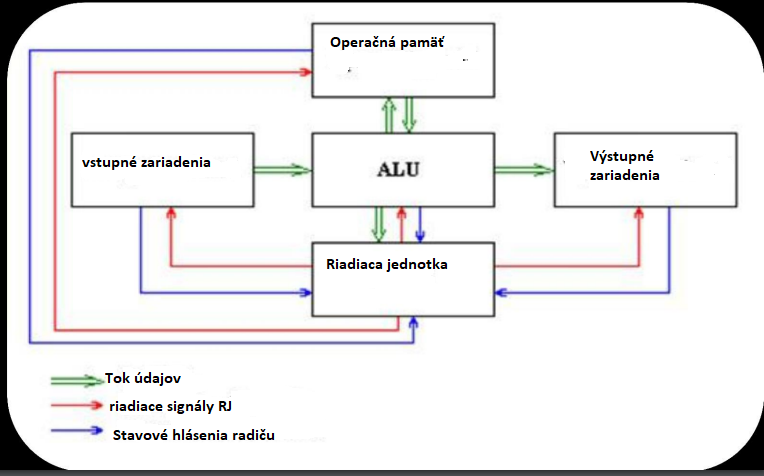 Operačná pamäť
vstupné zariadenia
ALU
Výstupné
zariadenia
Riadiaca jednotka
Tok údajov
riadiace signály RJ
Stavové hlásenia radiču